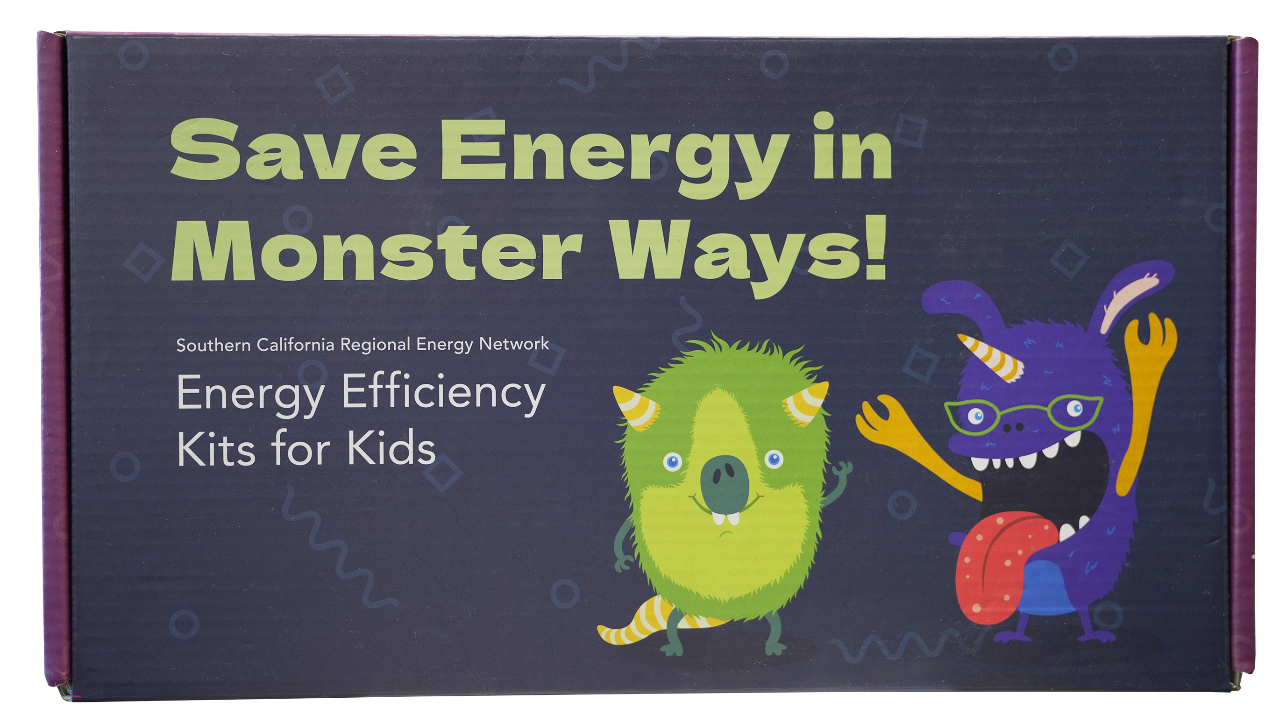 Save Energy in
Monster Ways!
Southern California Regional Energy Network
Energy Efficiency
Kits for Kids